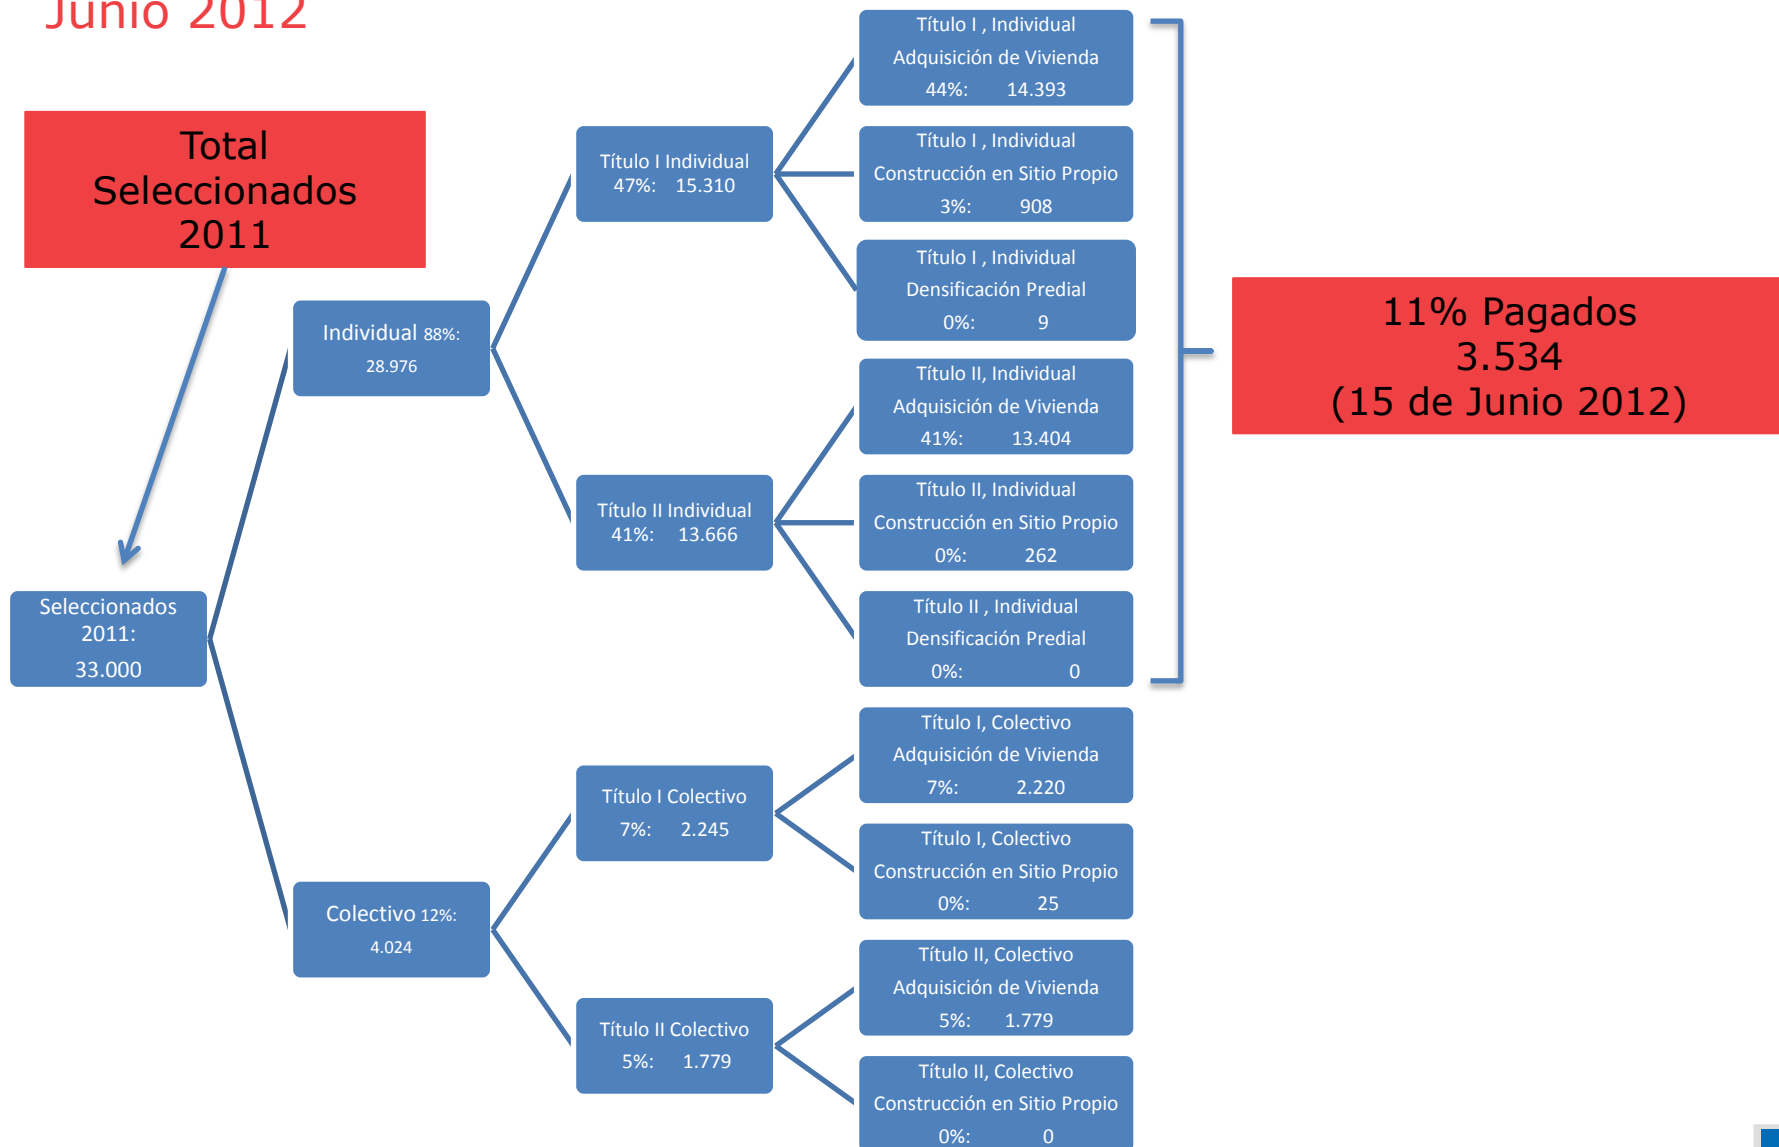 Junio 2012
Total
Seleccionados
2011
Seleccionados
2011:
33.000
Individual 88%:
28.976
Colectivo 12%:
4.024
Título I Individual
47%: 15.310
Título II Individual
41%: 13.666
Título I Colectivo
7%: 2.245
Título II Colectivo
5%: 1.779
Título I , Individual
Adquisición de Vivienda
44%: 14.393
Título I , Individual
Construcción en Sitio Propio
3%: 908
Título I , Individual
Densificación Predial
0%: 9
Título II, Individual
Adquisición de Vivienda
41%: 13.404
Título II, Individual
Construcción en Sitio Propio
0%: 262
Título II , Individual
Densificación Predial
0%: 0
Título I, Colectivo
Adquisición de Vivienda
7%: 2.220
Título I, Colectivo
Construcción en Sitio Propio
0%: 25
Título II, Colectivo
Adquisición de Vivienda
5%: 1.779
Título II, Colectivo
Construcción en Sitio Propio
0%: 0
11% Pagados
3.534
(15 de Junio 2012)